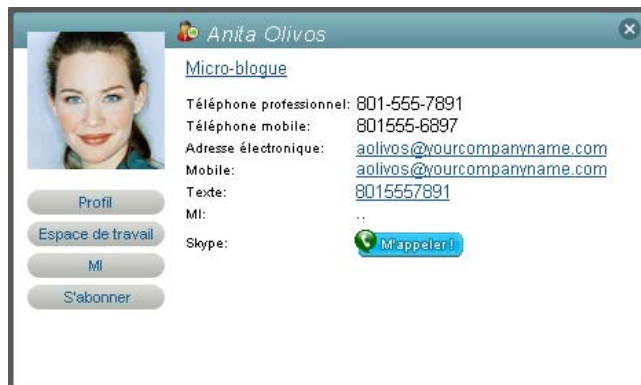 Anita Olivos
Micro-blogue
Téléphone professionnel: 801-555-7891
Téléphone mobile: 801555-6897
Adresse électronique: aolivos@yourcompanyname.com
Mobile: aolivos@yourcompanyname.com
Texte: 8015557891
MI: ..
Skype: M'appeler!
Profil
Espace de travail
MI
S'abonner